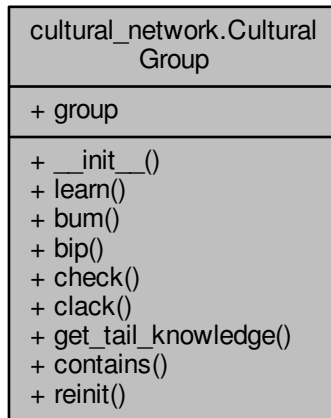 cultural_network.Cultural
Group
+ group
+ __init__()
+ learn()
+ bum()
+ bip()
+ check()
+ clack()
+ get_tail_knowledge()
+ contains()
+ reinit()